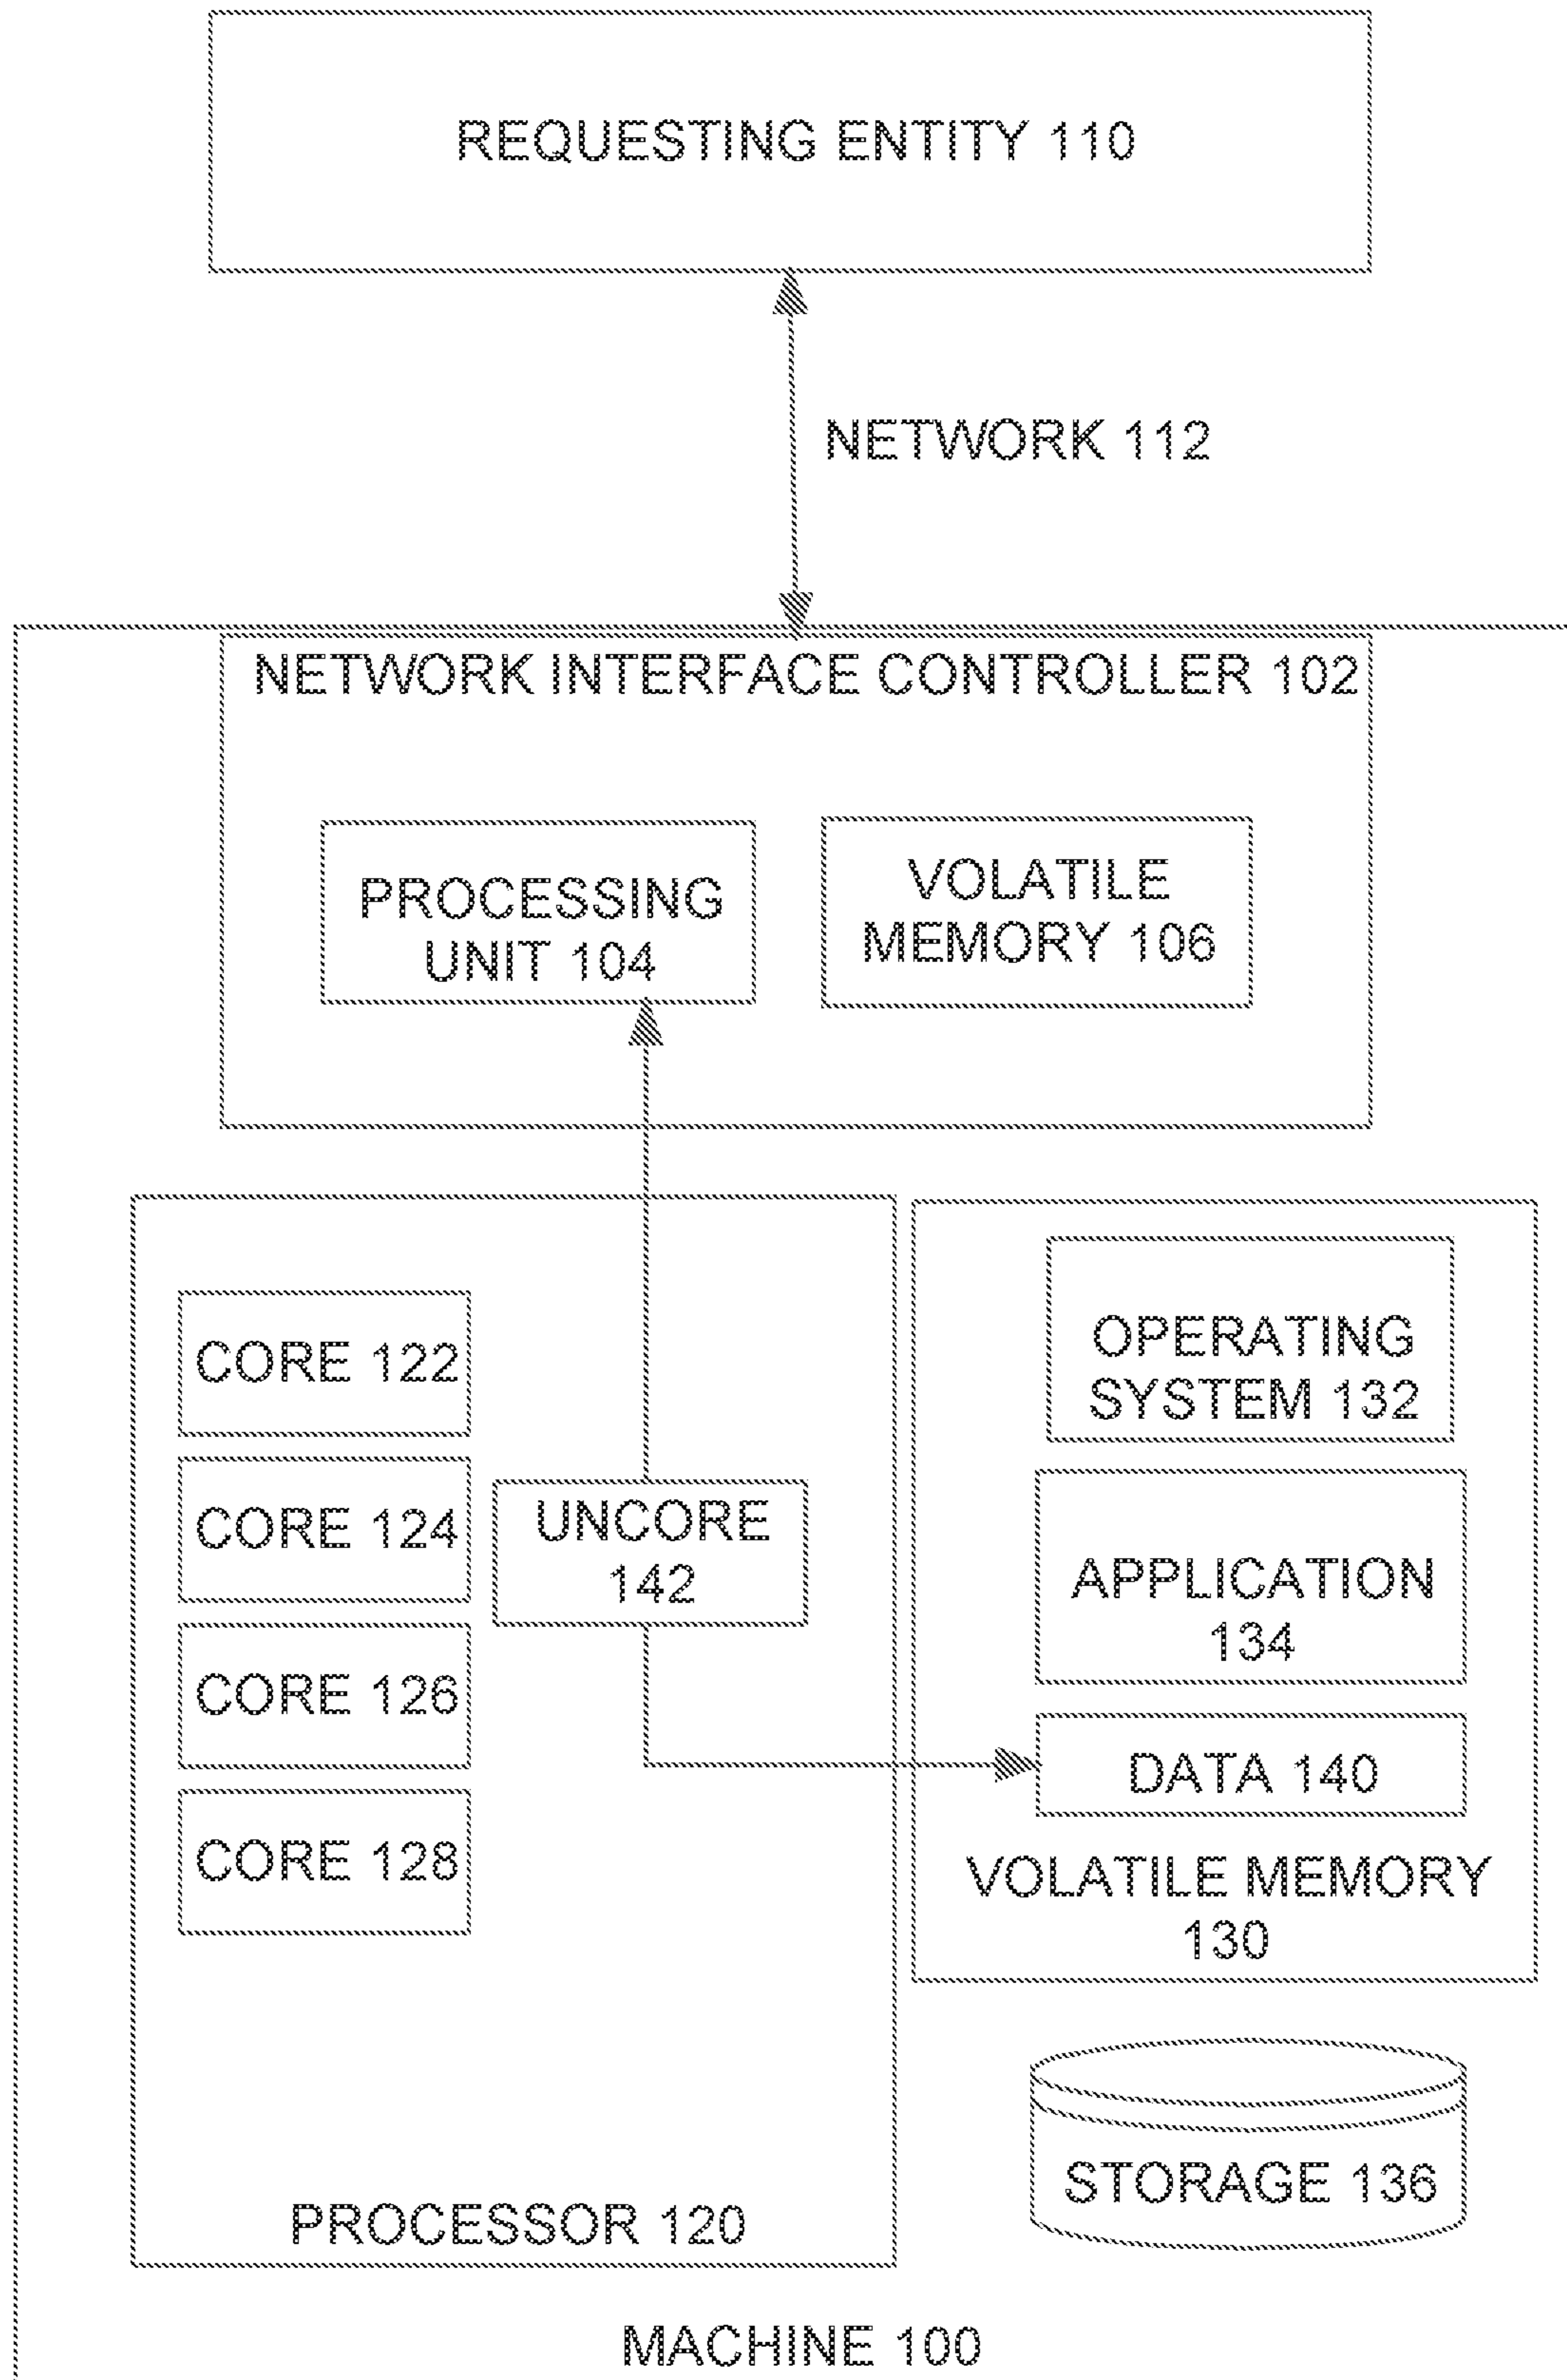 REQUESTING ENTITY 110
NETWORK 112
NETWORK INTERFACE CONTROLLER 102
PROCESSING
UNIT 104
VOLATILE
MEMORY 106
CORE 122
CORE 124
CORE 126
CORE 128
UNCORE
142
PROCESSOR 120
OPERATING
SYSTEM 132
APPLICATION
134
DATA 140
VOLATILE MEMORY
130
STORAGE 136
MACHINE 100